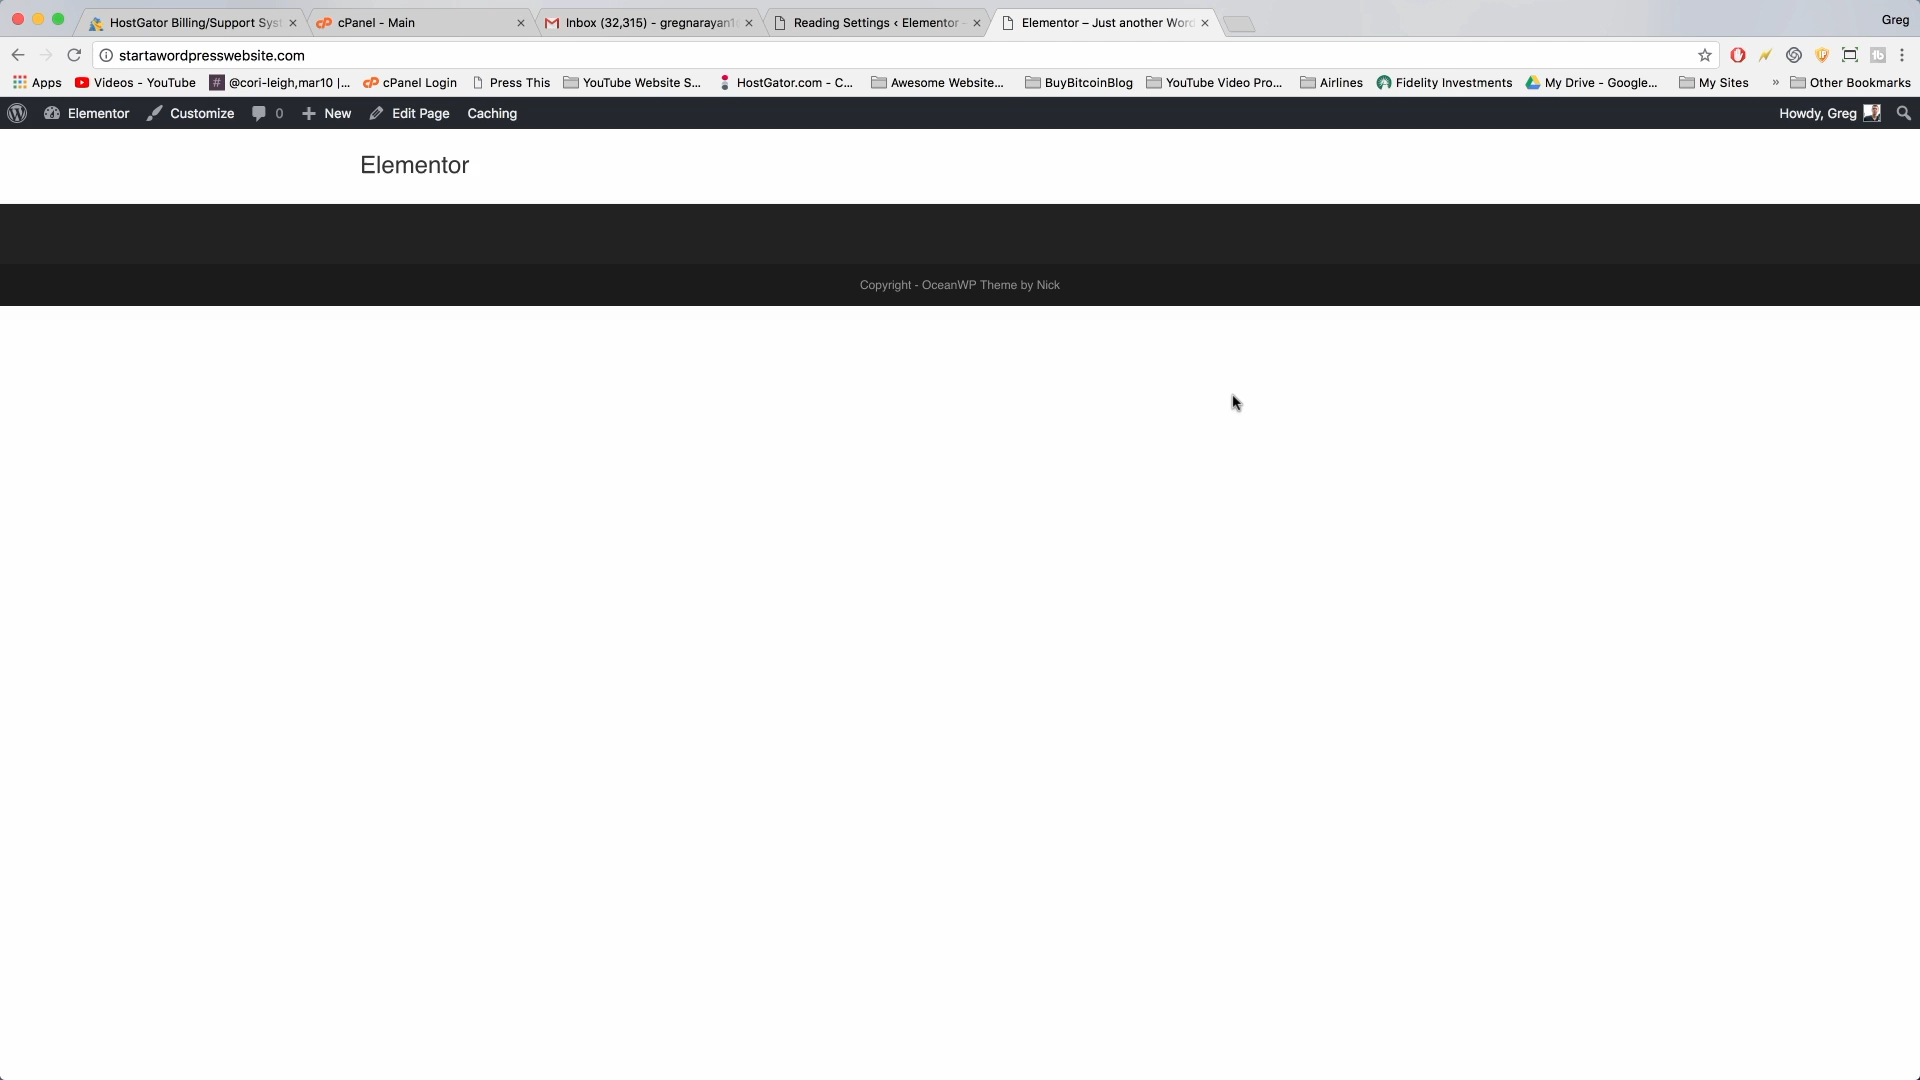 HostGator Billing/Support Syst
cPanel - Main
Inbox (32,315) - gregnarayan1
Reading Settings ‹ Elementor –
Elementor – Just another Word
Greg
startawordpresswebsite.com
Apps
Videos - YouTube
@cori-leigh,mar10 |...
cPanel Login
Press This
YouTube Website S...
HostGator.com - C...
Awesome Website...
BuyBitcoinBlog
YouTube Video Pro...
Airlines
Fidelity Investments
My Drive - Google...
My Sites
»
Other Bookmarks
Elementor
Customize
0
New
Edit Page
Caching
Howdy, Greg
Elementor
Copyright - OceanWP Theme by Nick